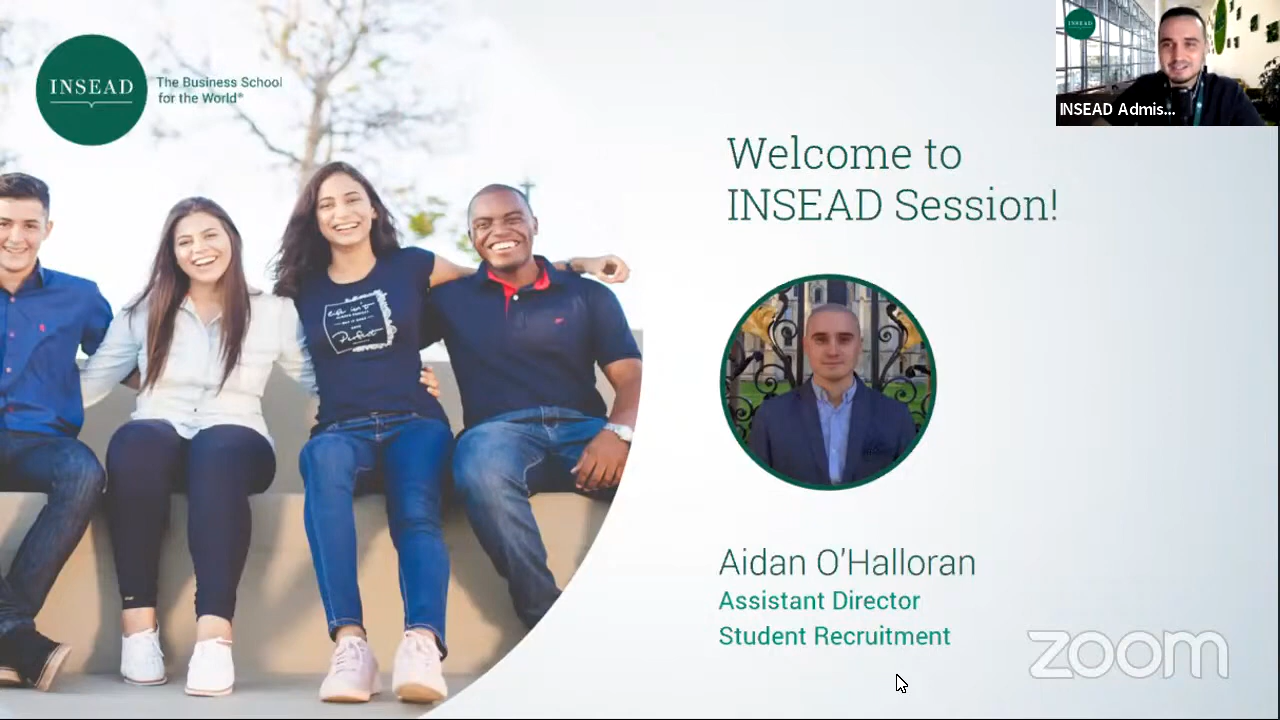 INSEAD
The Business School
for the World®
INSEAD
INSEAD Admis...
Welcome to
INSEAD Session!
Aidan O'Halloran
Assistant Director
Student Recruitment
zoom